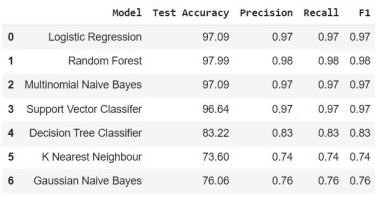 Model Test Accuracy Precision Recall F1
0 Logistic Regression 97.09 0.97 0.97 0.97
1 Random Forest 97.99 0.98 0.98 0.98
2 Multinomial Naive Bayes 97.09 0.97 0.97 0.97
3 Support Vector Classifer 96.64 0.97 0.97 0.97
4 Decision Tree Classifier 83.22 0.83 0.83 0.83
5 K Nearest Neighbour 73.60 0.74 0.74 0.74
6 Gaussian Naive Bayes 76.06 0.76 0.76 0.76